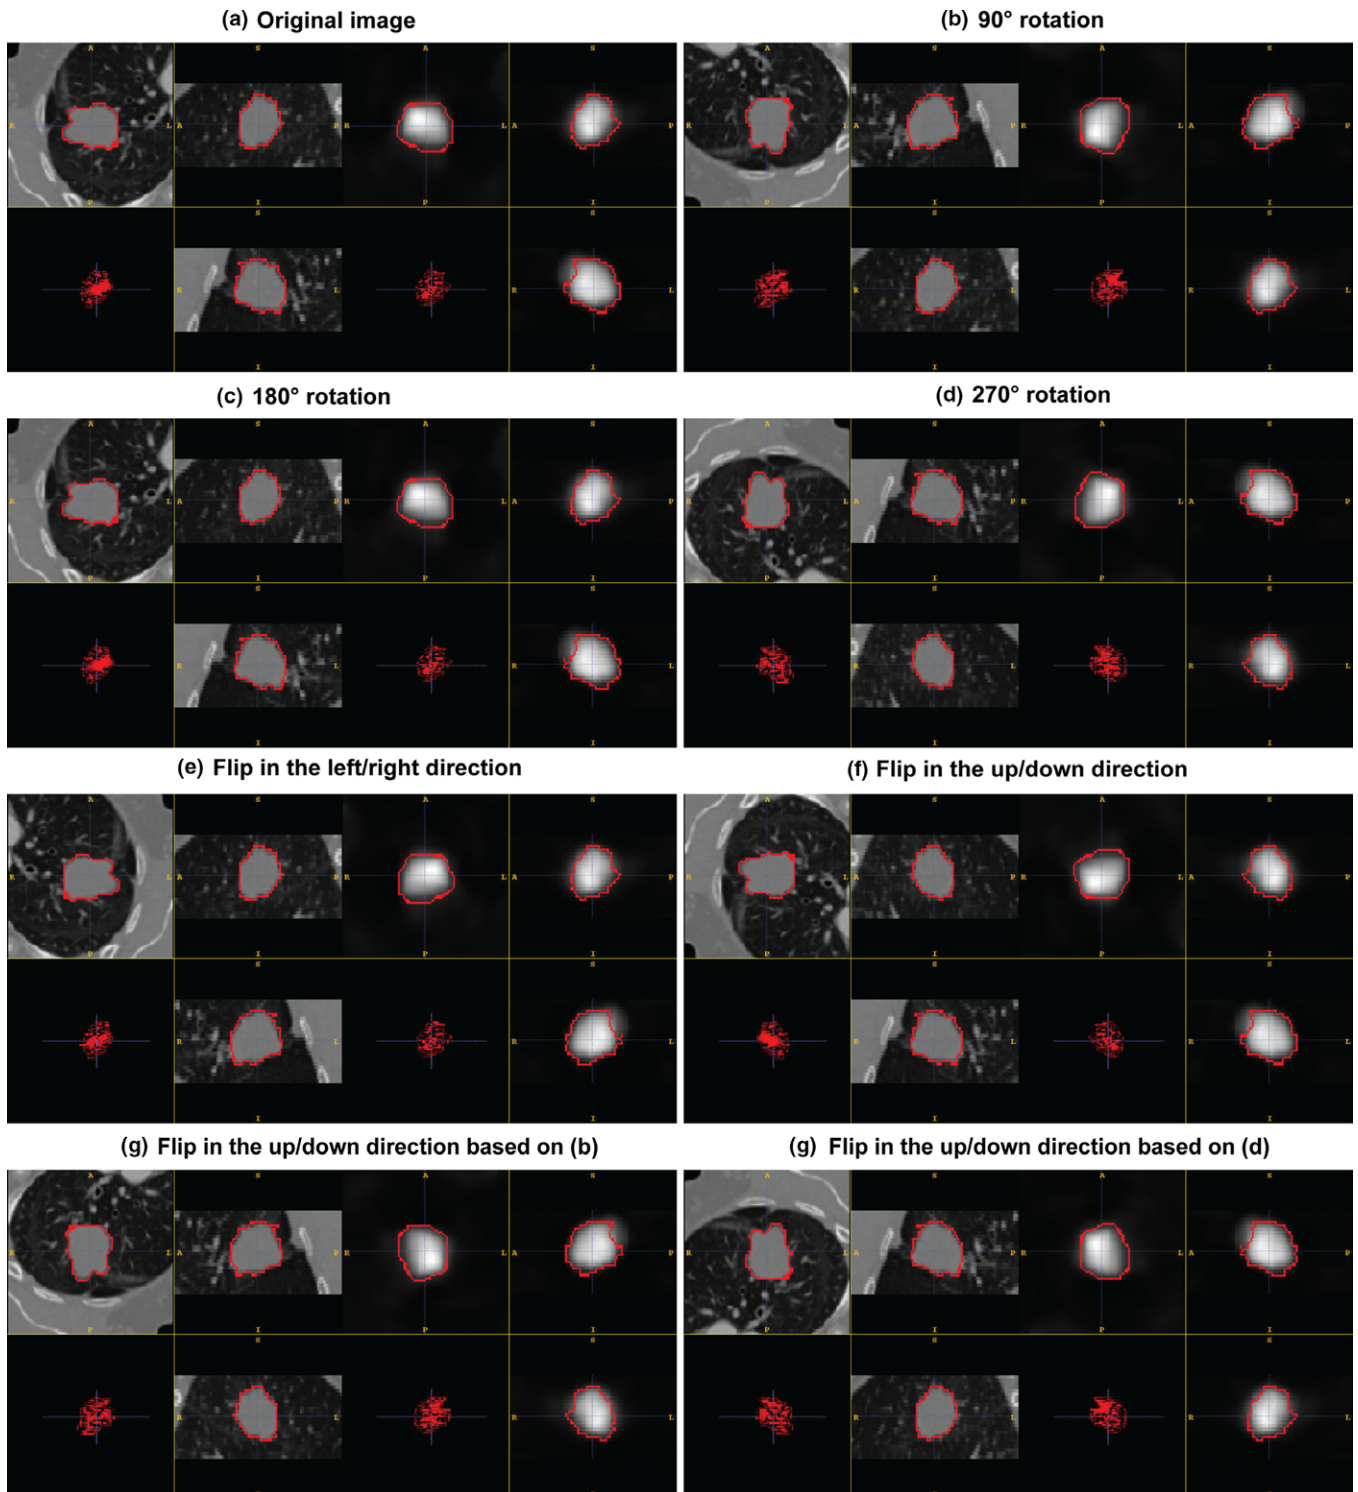 (a) Original image
(b) 90° rotation
A S A S A S A S
R L A P R L A P R L A P R L A P
P I P I P I P I
S S S S
R L R L R L R L
I I I I
(c) 180° rotation
(d) 270° rotation
A S A S A S A S
R L A P R L A P R L A P R L A P
P I P I P I P I
S S S S
R L R L R L R L
I I I I
(e) Flip in the left/right direction
(f) Flip in the up/down direction
A S A S A S A S
R L A P R L A P R L A P R L A P
P I P I P I P I
S S S S
R L R L R L R L
I I I I
(g) Flip in the up/down direction based on (b)
(g) Flip in the up/down direction based on (d)
A S A S A S A S
R L A P R L A P R L A P R L A P
P I P I P I P I
S S S S
R L R L R L R L